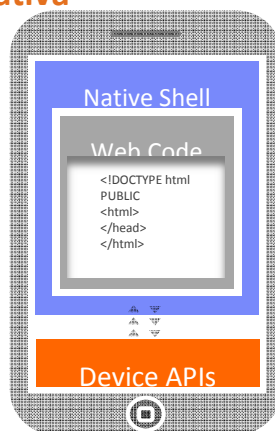 Native Shell
Web Code
<!DOCTYPE html
PUBLIC
<html>
</head>
</html>
Device APIs